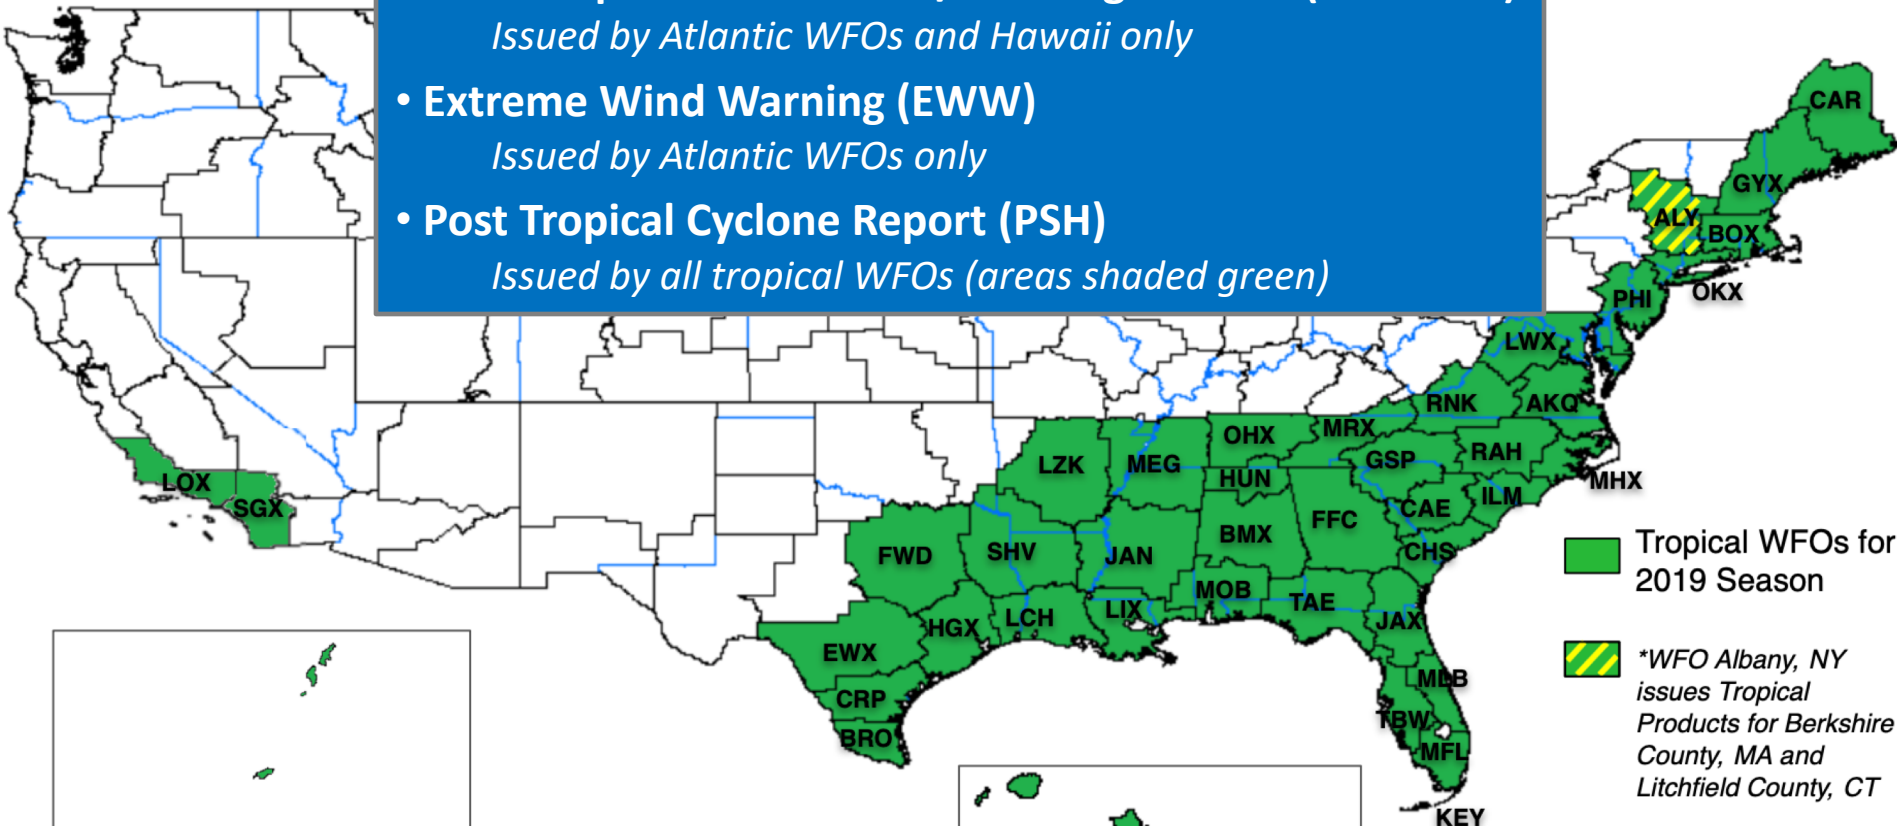 Issued by Atlantic WFOs and Hawaii only
• Extreme Wind Warning (EWW)
Issued by Atlantic WFOs only
• Post Tropical Cyclone Report (PSH)
Issued by all tropical WFOs (areas shaded green)
CAR
GYX
ALY
BOX
OKX
PHI
LWX
RNK
AKQ
OHX
MRX
RAH
GSP
LZK
MEG
HUN
MHX
LOX
SGX
CAE
ILM
FFC
BMX
FWD
SHV
JAN
CHS
MOB
TAE
LCH
LIX
JAX
HGX
EWX
MLB
CRP
TBW
BRO
MFL
KEY
Tropical WFOs for
2019 Season
*WFO Albany, NY
issues Tropical
Products for Berkshire
County, MA and
Litchfield County, CT